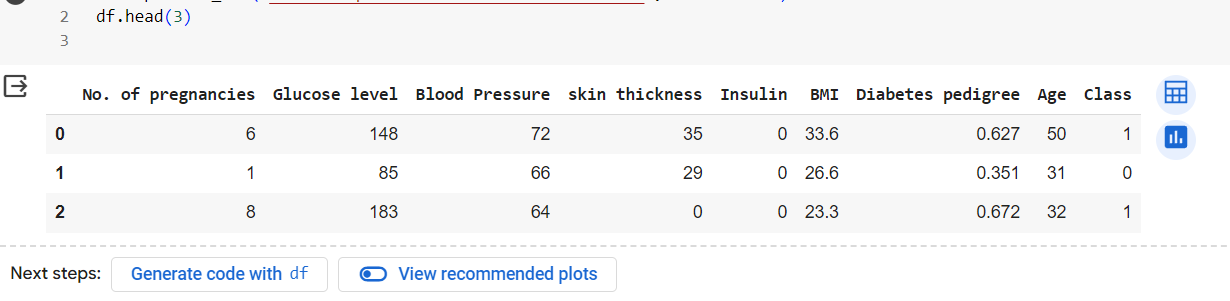 2 df.head(3)
3
No. of pregnancies Glucose level Blood Pressure skin thickness Insulin BMI Diabetes pedigree Age Class
0 6 148 72 35 0 33.6 0.627 50 1
1 1 85 66 29 0 26.6 0.351 31 0
2 8 183 64 0 0 23.3 0.672 32 1
Next steps: Generate code with df View recommended plots